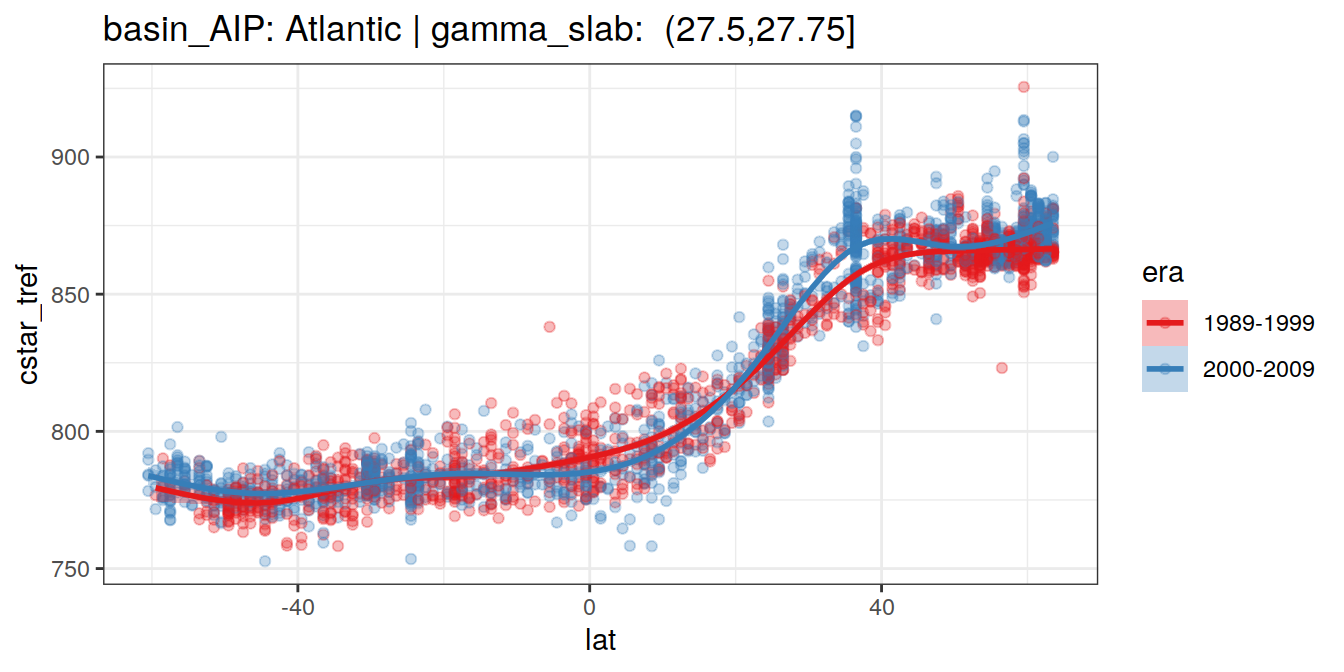 basin_AIP: Atlantic | gamma_slab:  (27.5,27.75]
900
850
800
750
cstar_tref
-40
0
40
lat
era
1989-1999
2000-2009